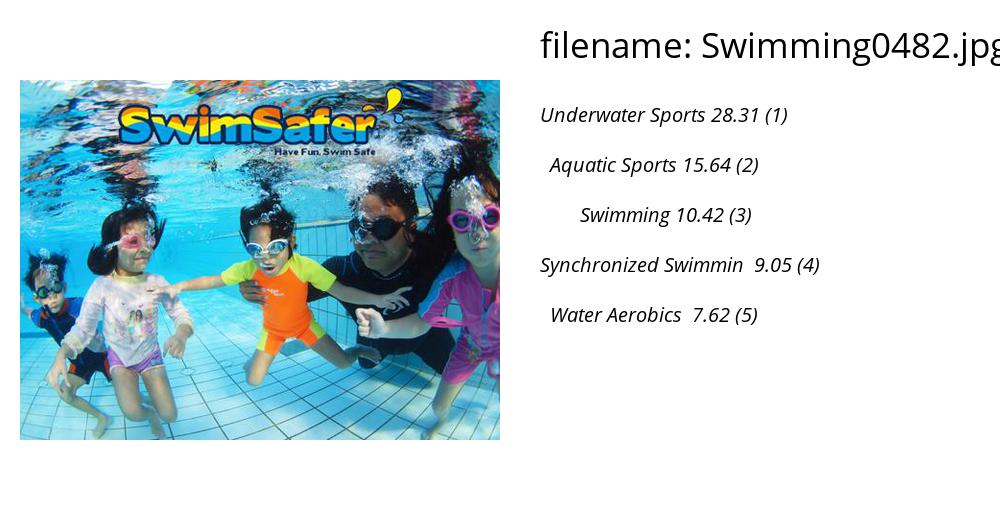 filename: Swimming0482.jpg
SwimSafer
Have Fun. Swim Safe
Underwater Sports 28.31 (1)
Aquatic Sports 15.64 (2)
Swimming 10.42 (3)
Synchronized Swimmin 9.05 (4)
Water Aerobics 7.62 (5)